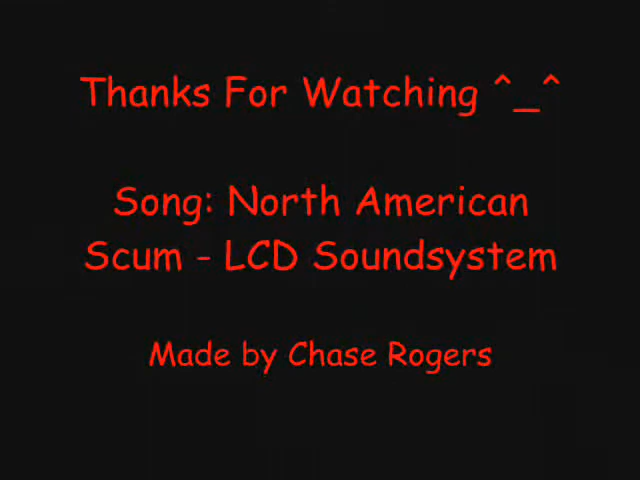 Thanks For Watching ^_^
Song: North American
Scum - LCD Soundsystem
Made by Chase Rogers